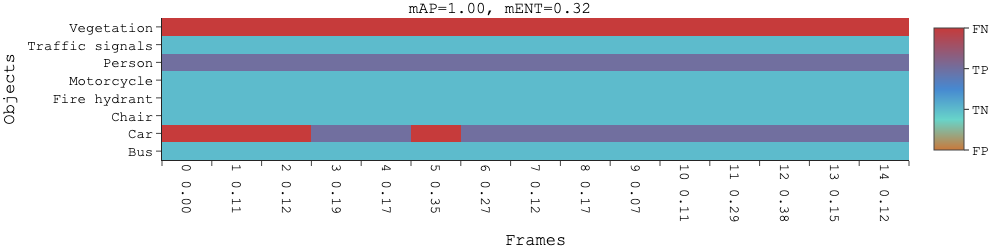 mAP=1.00, mENT=0.32
Objects
Vegetation
Traffic signals
Person
Motorcycle
Fire hydrant
Chair
Car
Bus
FN
TP
TN
FP
0 0.00
1 0.11
2 0.12
3 0.19
4 0.17
5 0.35
6 0.27
7 0.12
8 0.17
9 0.07
10 0.11
11 0.29
12 0.38
13 0.15
14 0.12
Frames